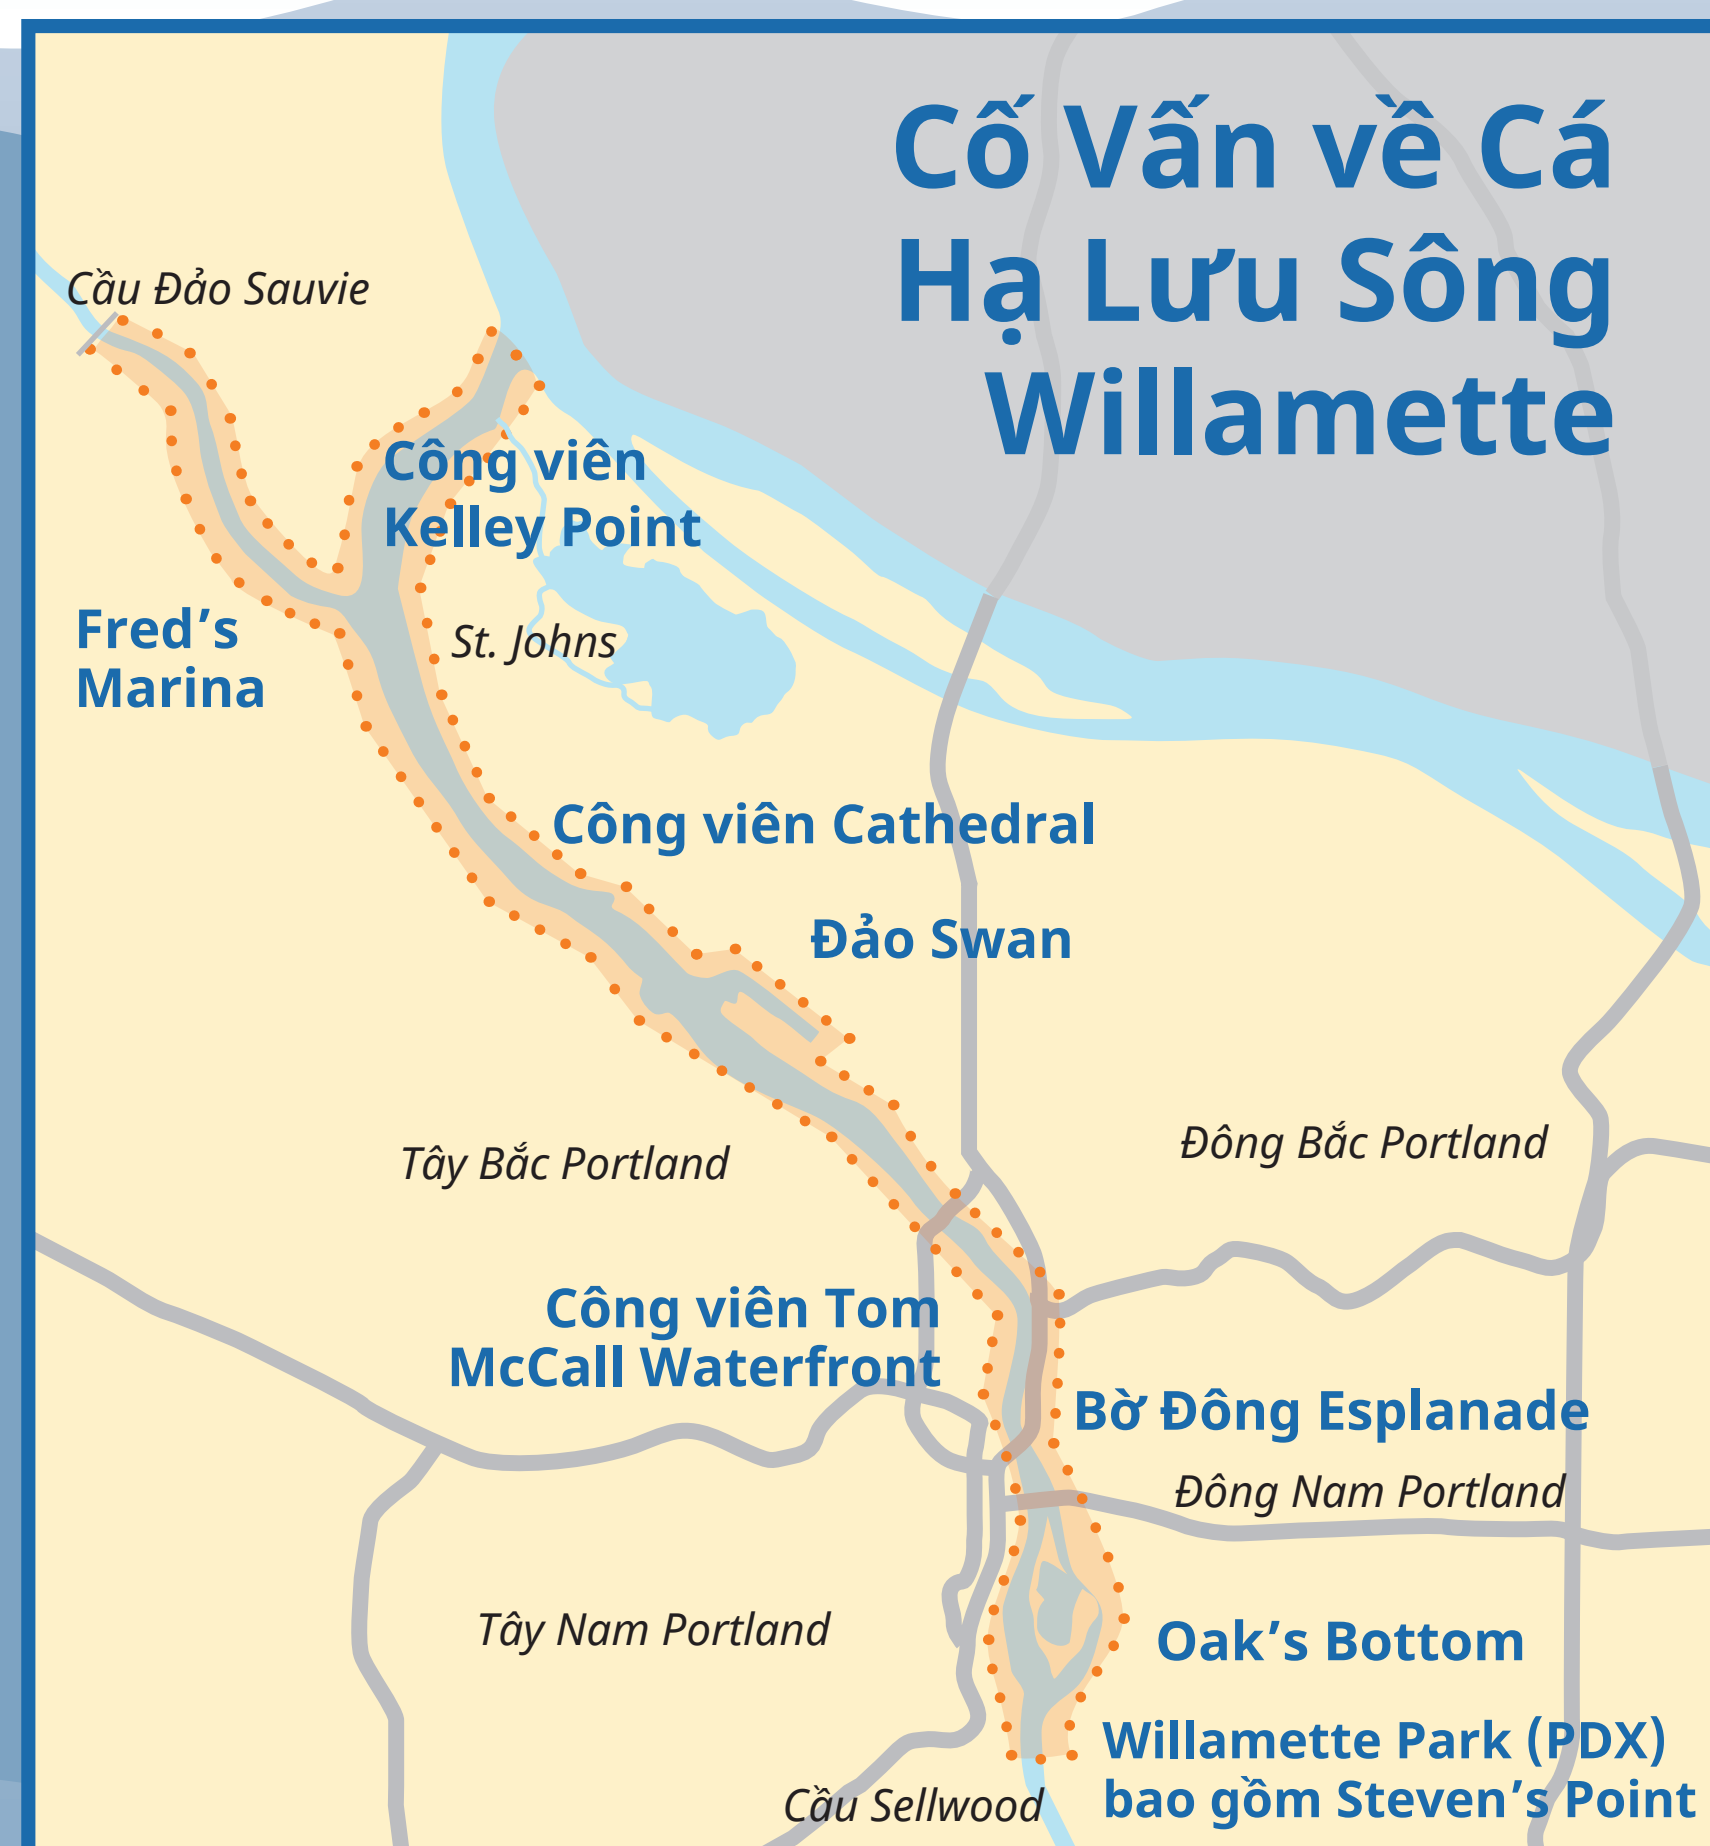 Cố Vấn về Cá
Hạ Lưu Sông
Willamette
Cầu Đảo Sauvie
Công viên
Kelley Point
Fred’s
Marina
St. Johns
Công viên Cathedral
Đảo Swan
Tây Bắc Portland
Đông Bắc Portland
Công viên Tom
McCall Waterfront
Bờ Đông Esplanade
Đông Nam Portland
Tây Nam Portland
Oak’s Bottom
Willamette Park (PDX)
bao gồm Steven’s Point
Cầu Sellwood